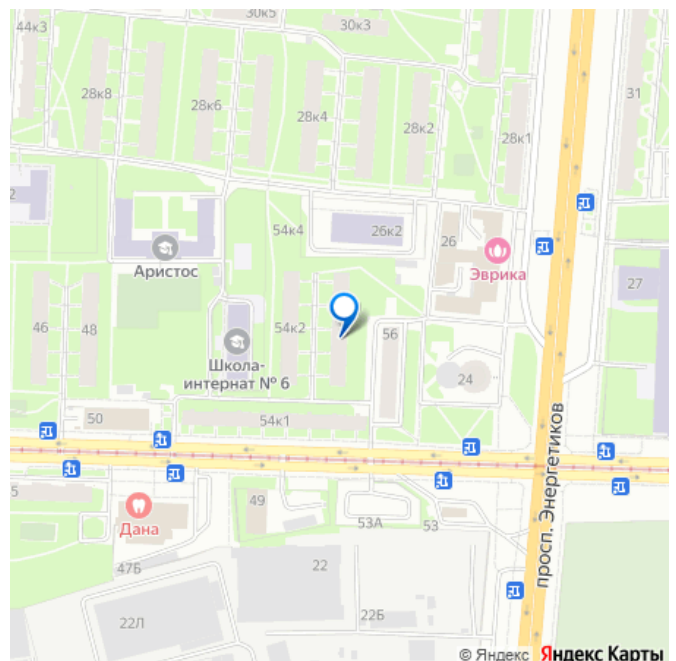 30к5
44к3
30к3
28к8
28к6
28к4
28к2
28к1
31
2
54к4
26к2
26
Аристос
Эврика
27
46
48
54к2
56
Школа-
интернат № 6
24
50
54к1
просп. Энергетиков
5
49
Дана
53А
53
47Б
22
22Л
22Б
© Яндекс Яндекс Карты